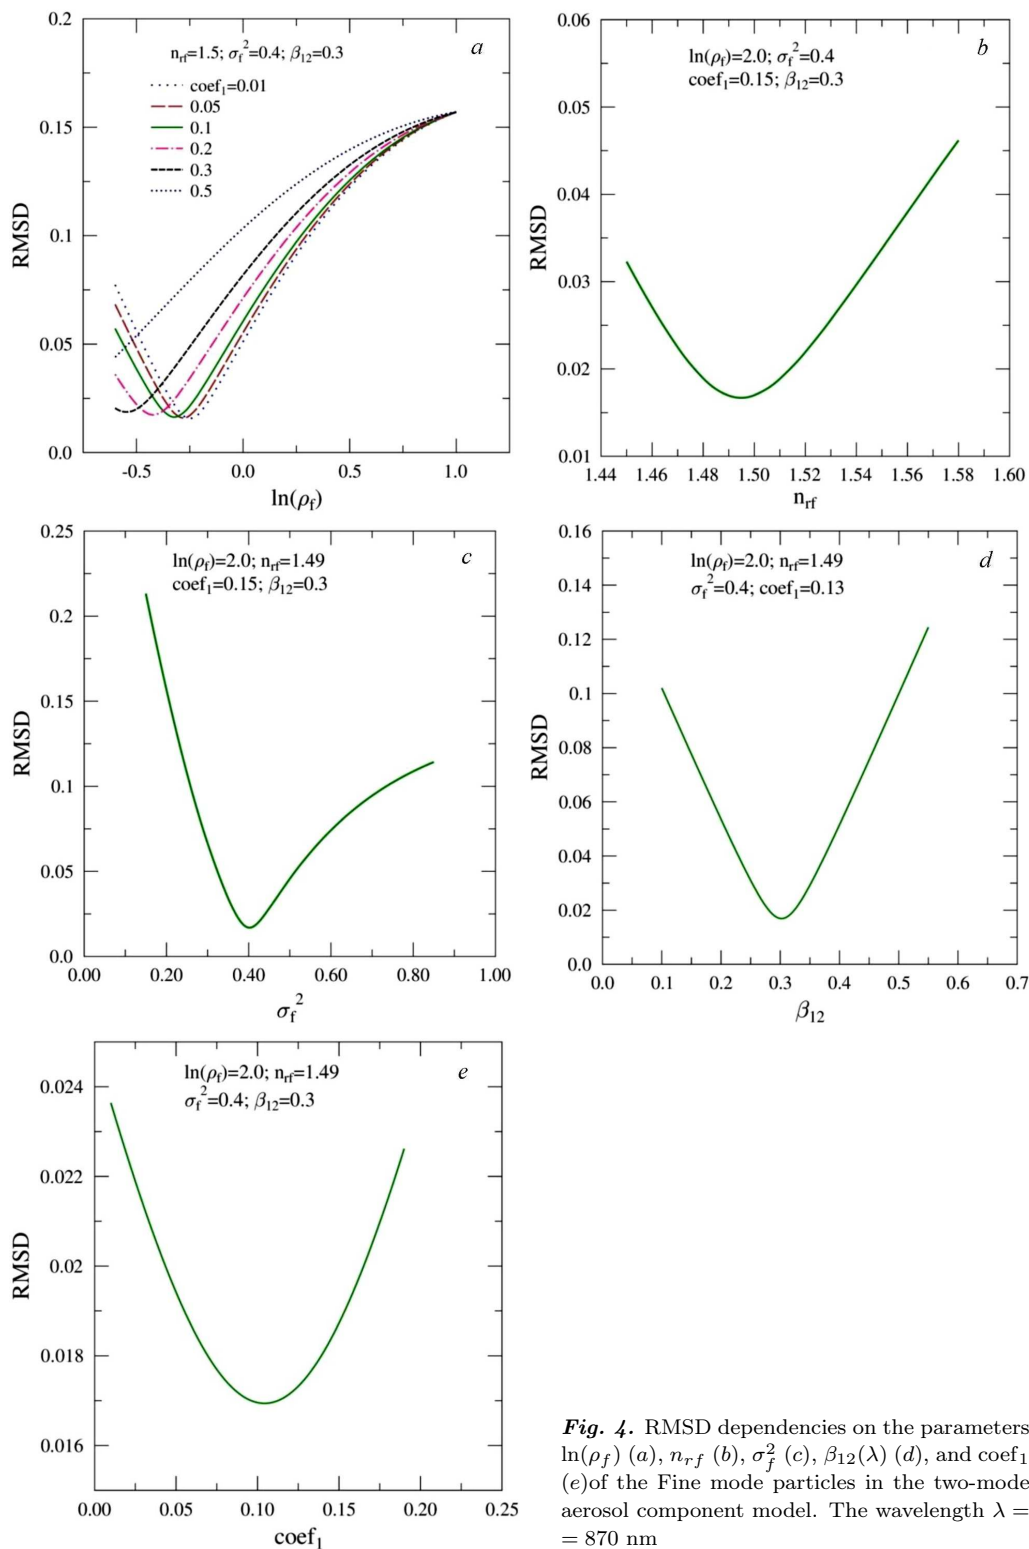 a
n_rf=1.5; σ_f^2=0.4; β_12=0.3
coef_1=0.01
0.05
0.1
0.2
0.3
0.5
0.2
0.15
0.1
0.05
0.0
RMSD
-0.5 0.0 0.5 1.0
ln(ρ_f)
b
ln(ρ_f)=2.0; σ_f^2=0.4
coef_1=0.15; β_12=0.3
0.06
0.05
0.04
0.03
0.02
0.01
RMSD
1.44 1.46 1.48 1.50 1.52 1.54 1.56 1.58 1.60
n_rf
c
ln(ρ_f)=2.0; n_rf=1.49
coef_1=0.15; β_12=0.3
0.25
0.2
0.15
0.1
0.05
0.0
RMSD
0.00 0.20 0.40 0.60 0.80 1.00
σ_f^2
d
ln(ρ_f)=2.0; n_rf=1.49
σ_f^2=0.4; coef_1=0.13
0.16
0.14
0.12
0.1
0.08
0.06
0.04
0.02
0.0
RMSD
0.0 0.1 0.2 0.3 0.4 0.5 0.6 0.7
β_12
e
ln(ρ_f)=2.0; n_rf=1.49
σ_f^2=0.4; β_12=0.3
0.024
0.022
0.02
0.018
0.016
RMSD
0.00 0.05 0.10 0.15 0.20 0.25
coef_1
Fig. 4. RMSD dependencies on the parameters
ln(ρ_f) (a), n_rf (b), σ_f^2 (c), β_12(λ) (d), and coef_1
(e)of the Fine mode particles in the two-mode
aerosol component model. The wavelength λ =
= 870 nm